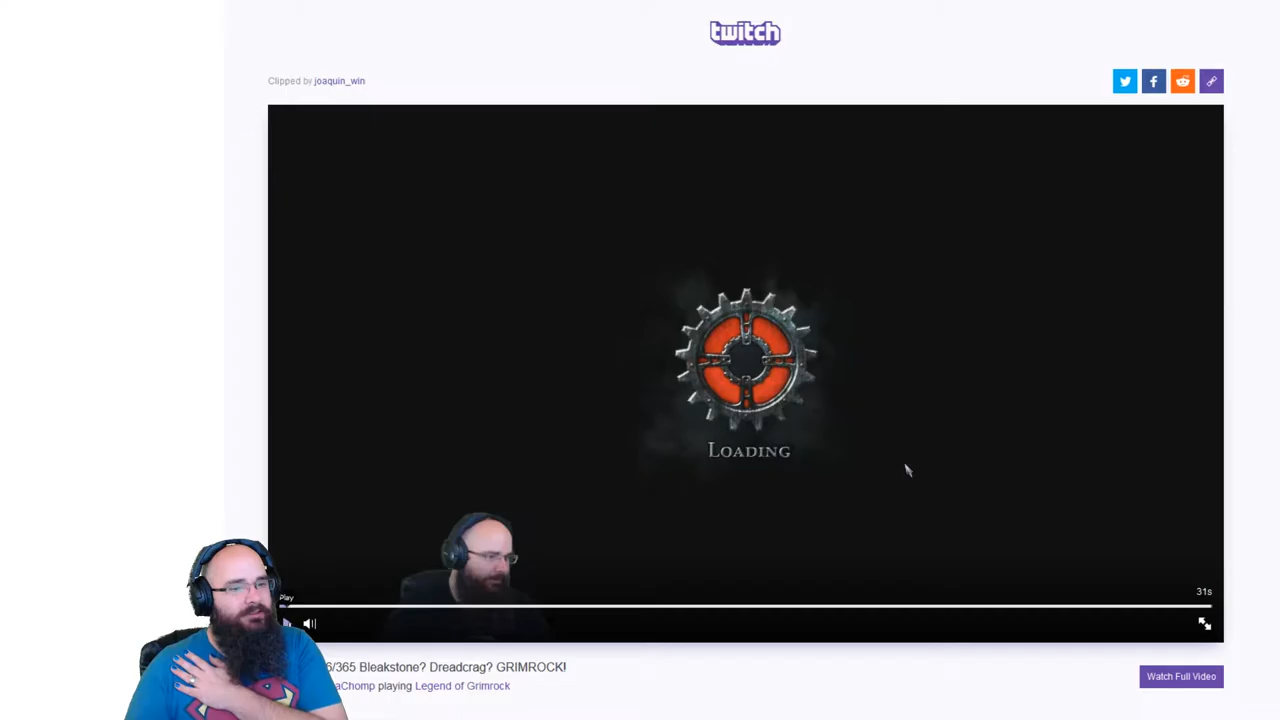 twitch
Clipped by joaquin_win
LOADING
Play
31s
6/365 Bleakstone? Dreadcrag? GRIMROCK!
aChomp playing Legend of Grimrock
Watch Full Video